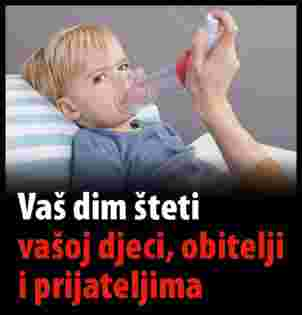 Vaš dim šteti
vašoj djeci, obitelji
i prijateljima